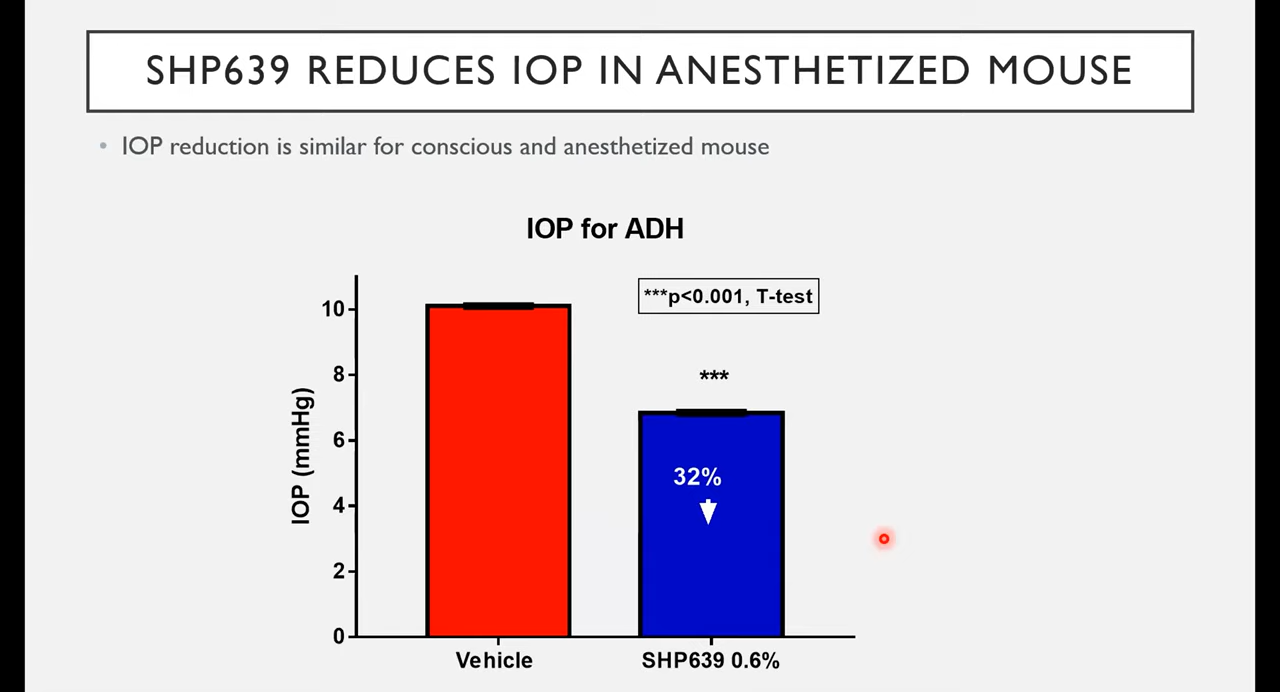 SHP639 REDUCES IOP IN ANESTHETIZED MOUSE
• IOP reduction is similar for conscious and anesthetized mouse
IOP for ADH
***p<0.001, T-test
***
32%
IOP (mmHg)
10
8
6
4
2
0
Vehicle
SHP639 0.6%